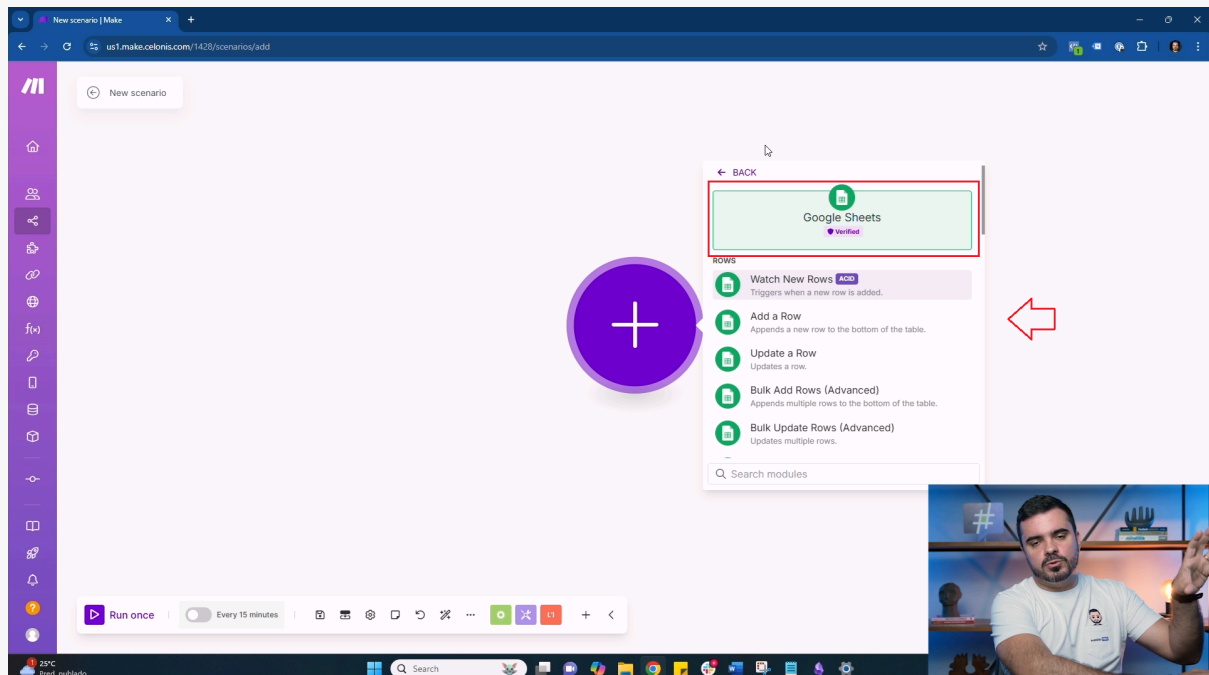 New scenario | Make
us1.make.celonis.com/1428/scenarios/add
New scenario
BACK
Google Sheets
Verified
ROWS
Watch New Rows ACID
Triggers when a new row is added.
Add a Row
Appends a new row to the bottom of the table.
Update a Row
Updates a row.
Bulk Add Rows (Advanced)
Appends multiple rows to the bottom of the table.
Bulk Update Rows (Advanced)
Updates multiple rows.
Search modules
Run once
Every 15 minutes
25°C
Pred. nublado
Search